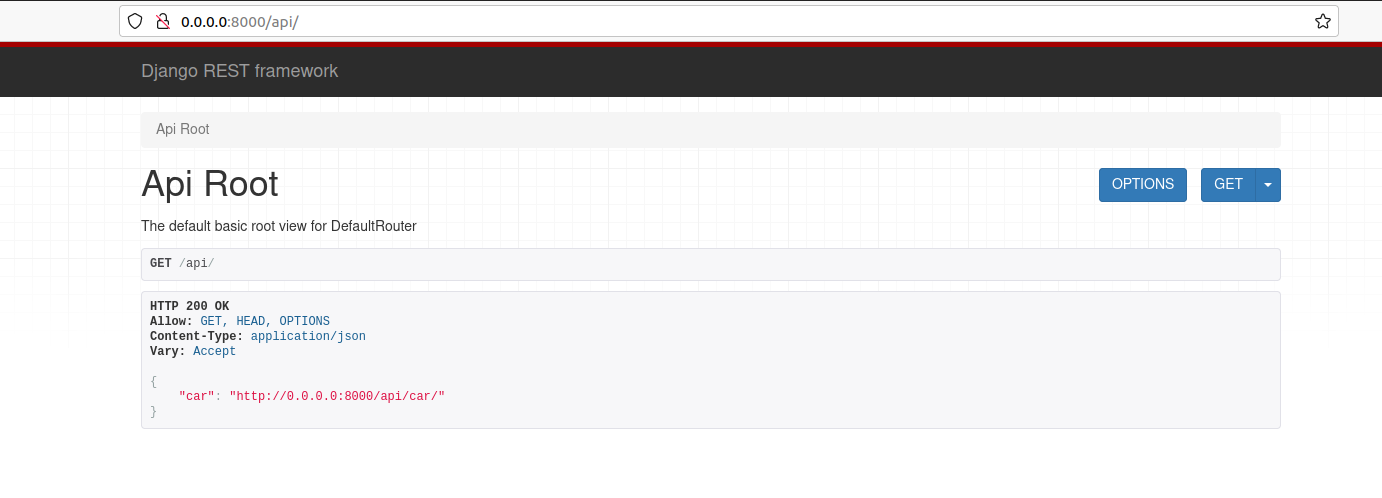 0.0.0.0:8000/api/
Django REST framework
Api Root
Api Root
OPTIONS
GET
The default basic root view for DefaultRouter
GET /api/
HTTP 200 OK
Allow: GET, HEAD, OPTIONS
Content-Type: application/json
Vary: Accept
{
    "car": "http://0.0.0.0:8000/api/car/"
}